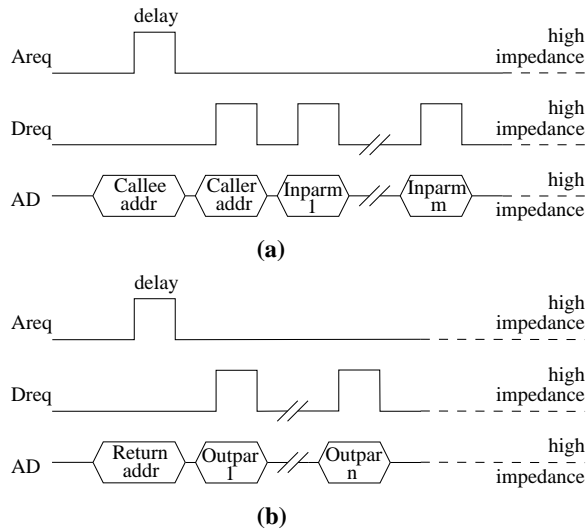 delay
Areq
high
impedance
Dreq
high
impedance
AD
Callee
addr
Caller
addr
Inparm
1
Inparm
m
high
impedance
(a)
delay
Areq
high
impedance
Dreq
high
impedance
AD
Return
addr
Outpar
1
Outpar
n
high
impedance
(b)